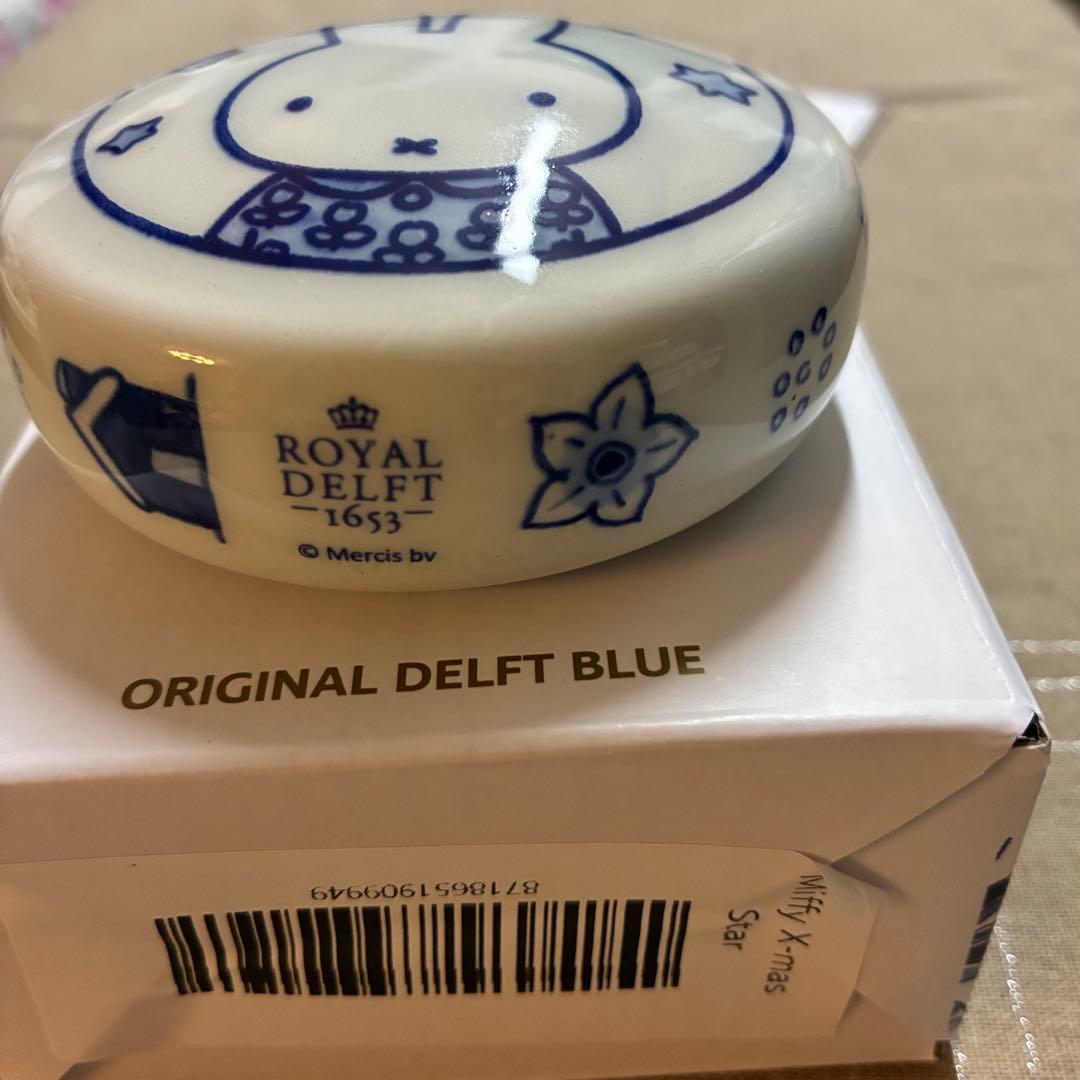 ROYAL
DELFT
1653
© Mercis bv
ORIGINAL DELFT BLUE
8718651909949
Miffy X-mas
Star